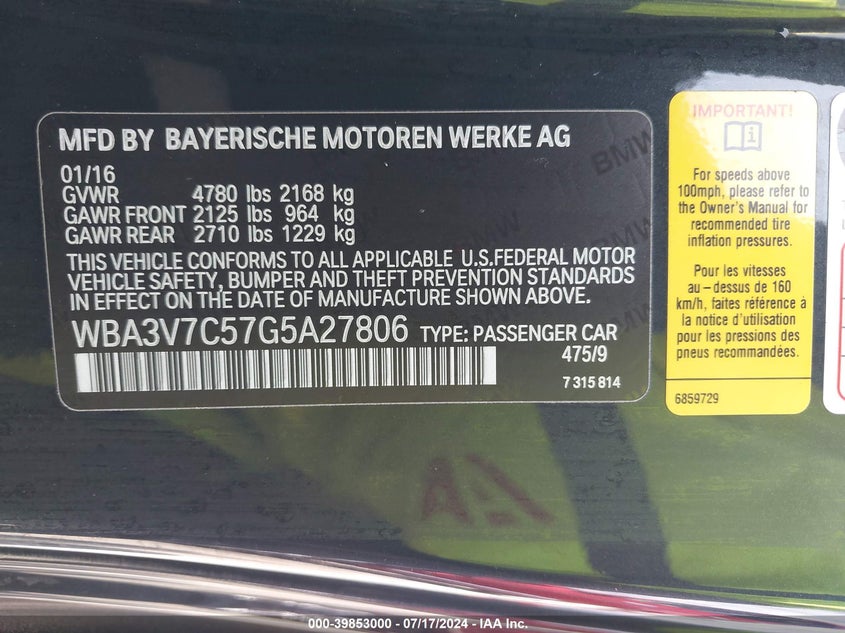 MFD BY BAYERISCHE MOTOREN WERKE AG
01/16
GVWR 4780 lbs 2168 kg
GAWR FRONT 2125 lbs 964 kg
GAWR REAR 2710 lbs 1229 kg
THIS VEHICLE CONFORMS TO ALL APPLICABLE U.S.FEDERAL MOTOR
VEHICLE SAFETY, BUMPER AND THEFT PREVENTION STANDARDS
IN EFFECT ON THE DATE OF MANUFACTURE SHOWN ABOVE.
WBA3V7C57G5A27806 TYPE: PASSENGER CAR
475/9
7 315 814
BMW
BMW
IMPORTANT!
For speeds above
100mph, please refer to
the Owner's Manual for
recommended tire
inflation pressures.
Pour les vitesses
au – dessus de 160
km/h, faites référence à
la notice d'utilisation
pour les pressions des
pneus recommandées.
6859729
000-39853000 - 07/17/2024 - IAA Inc.